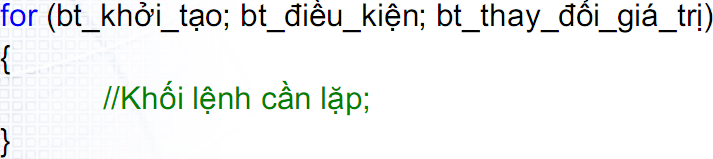 for (bt_khởi_tạo; bt_điều_kiện; bt_thay_đổi_giá_trị)
{
//Khối lệnh cần lặp;
}